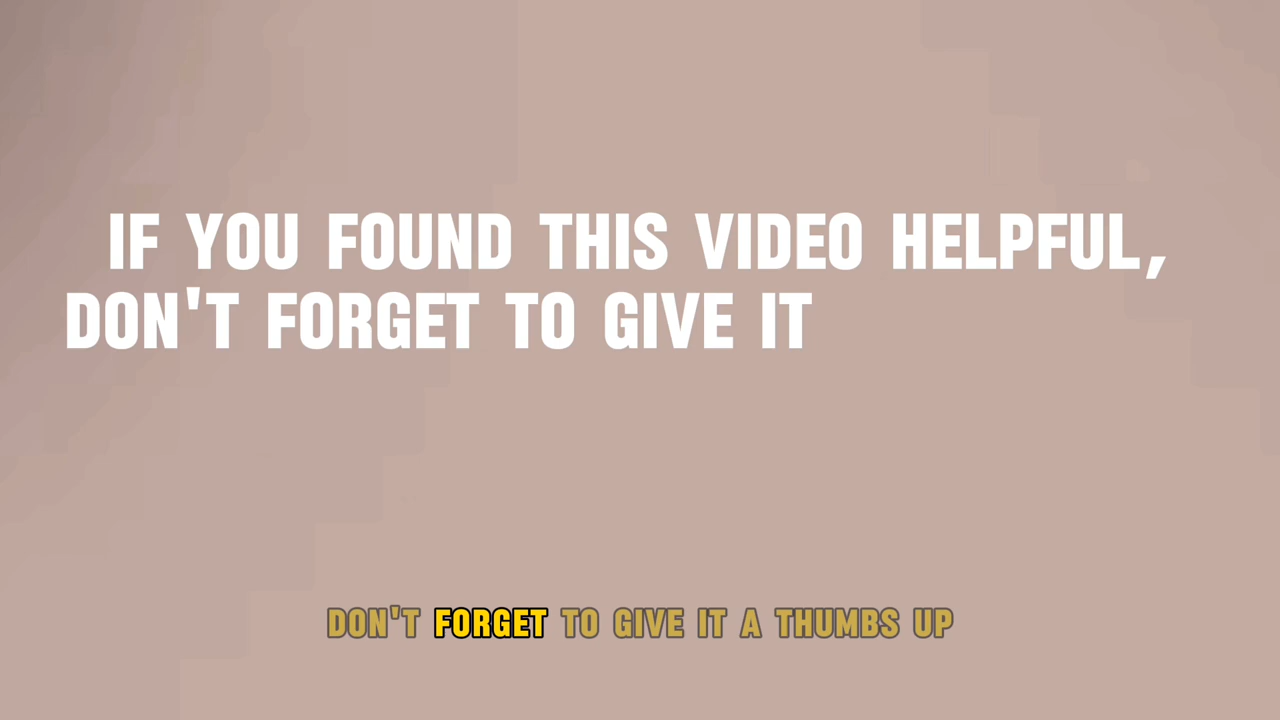 IF YOU FOUND THIS VIDEO HELPFUL,
DON'T FORGET TO GIVE IT
DON'T FORGET TO GIVE IT A THUMBS UP